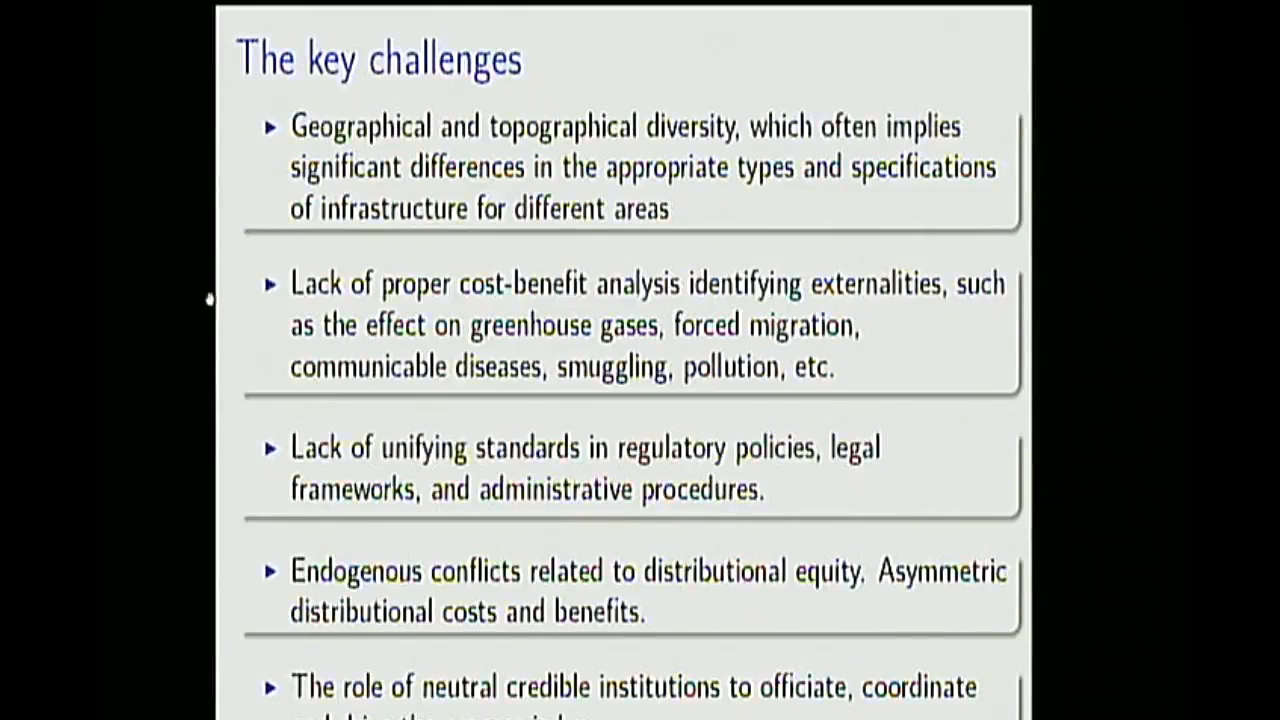 The key challenges
Geographical and topographical diversity, which often implies
significant differences in the appropriate types and specifications
of infrastructure for different areas
Lack of proper cost-benefit analysis identifying externalities, such
as the effect on greenhouse gases, forced migration,
communicable diseases, smuggling, pollution, etc.
Lack of unifying standards in regulatory policies, legal
frameworks, and administrative procedures.
Endogenous conflicts related to distributional equity. Asymmetric
distributional costs and benefits.
The role of neutral credible institutions to officiate, coordinate